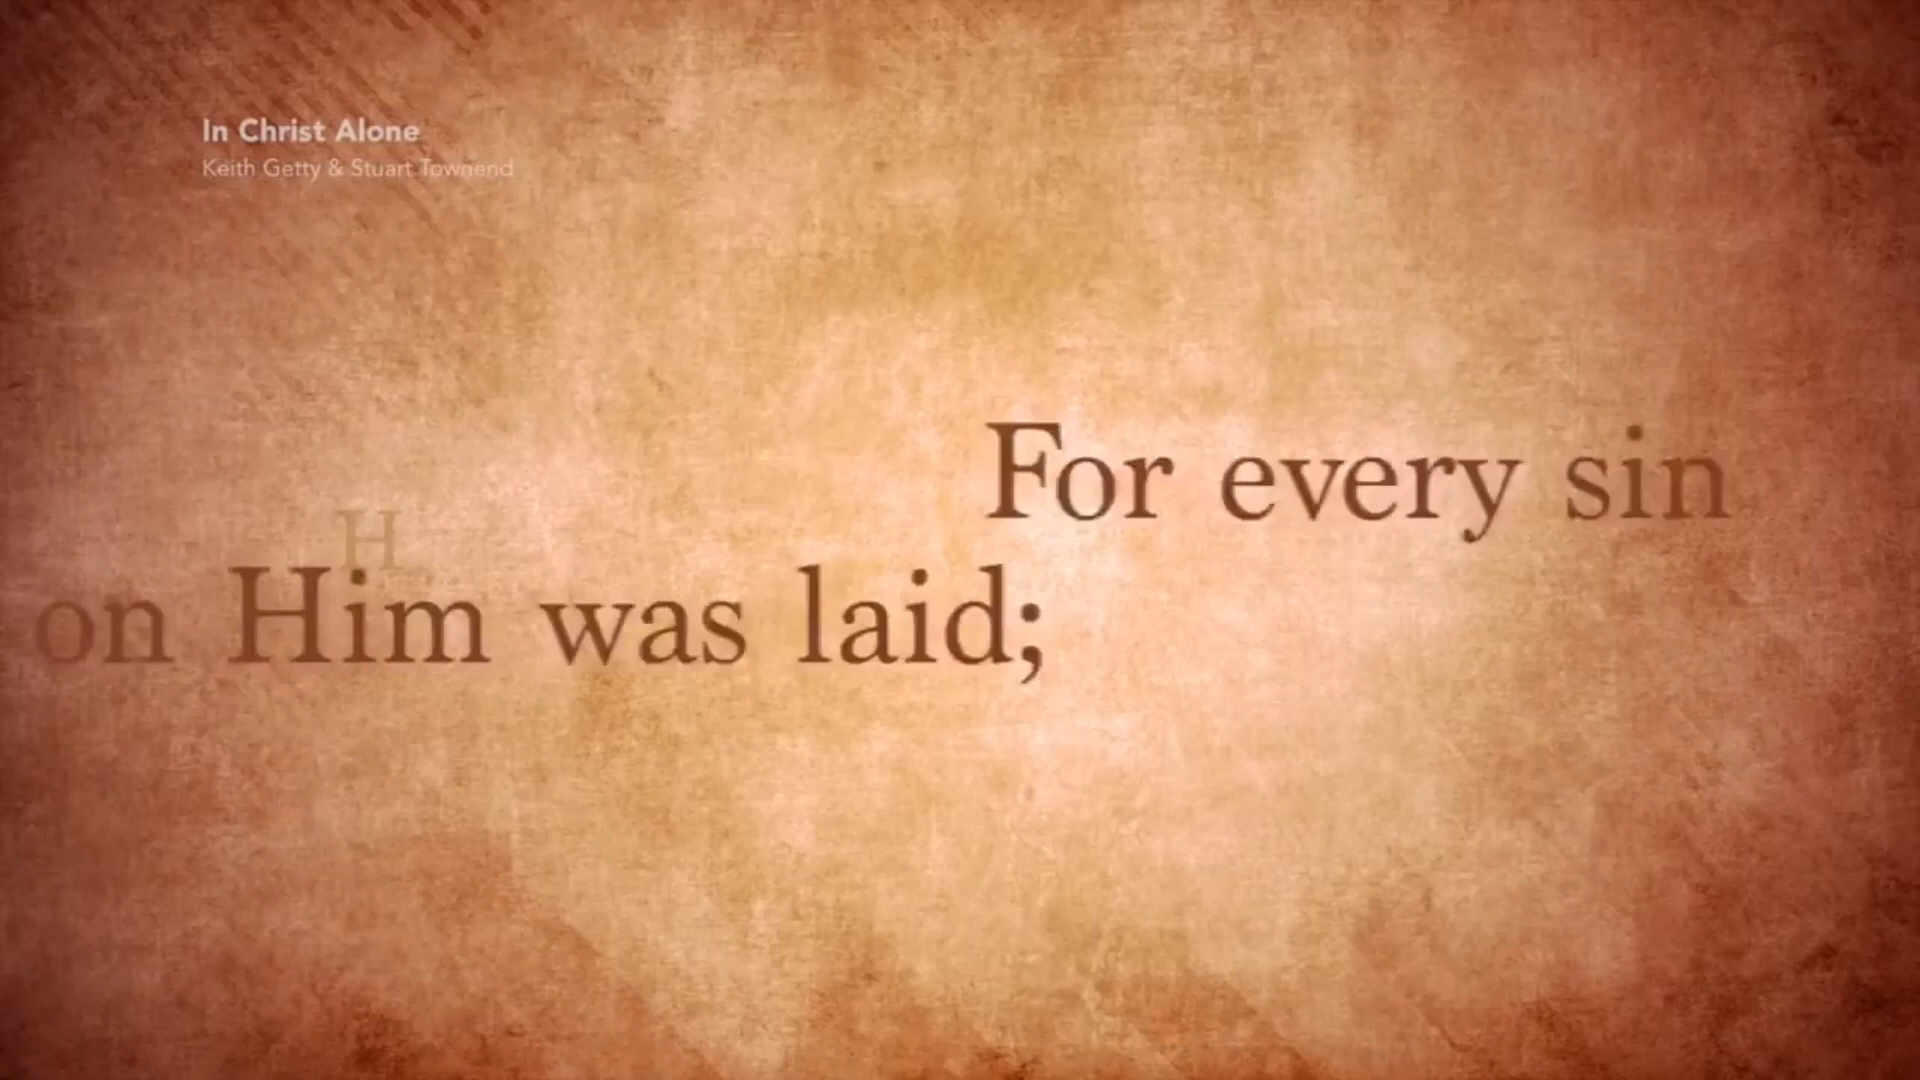 In Christ Alone
Keith Getty & Stuart Townend
For every sin
H
on Him was laid;